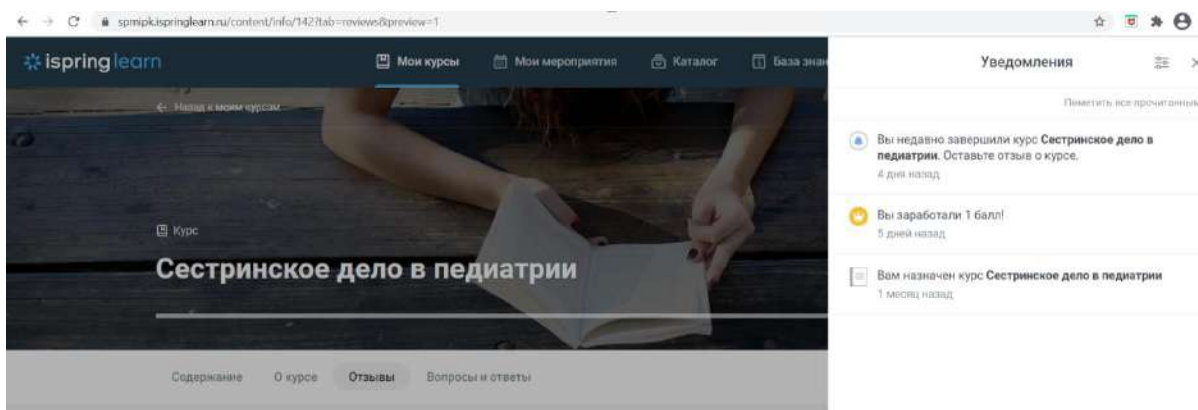 spmipk.ispringlearn.ru/content/info/142?tab=reviews&preview=1
ispring learn
Мои курсы Мои мероприятия Каталог База знан
Уведомления
← Назад к моим курсам
Пометить все прочитанным
Вы недавно завершили курс Сестринское дело в
педиатрии. Оставьте отзыв о курсе.
4 дня назад
Вы заработали 1 балл!
5 дней назад
Курс
Сестринское дело в педиатрии
Вам назначен курс Сестринское дело в педиатрии
1 месяц назад
Содержание О курсе Отзывы Вопросы и ответы